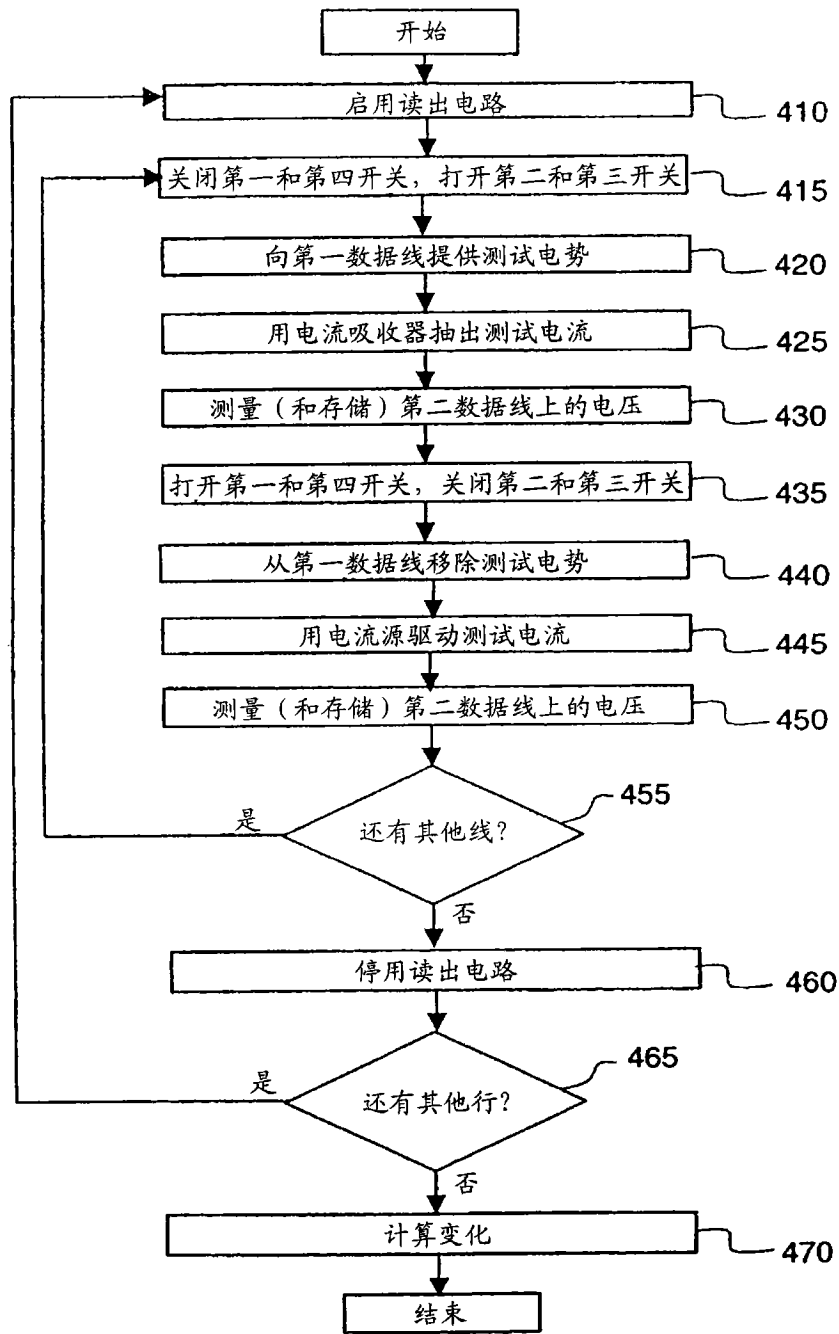 开始
启用读出电路
410
关闭第一和第四开关，打开第二和第三开关
415
向第一数据线提供测试电势
420
用电流吸收器抽出测试电流
425
测量（和存储）第二数据线上的电压
430
打开第一和第四开关，关闭第二和第三开关
435
从第一数据线移除测试电势
440
用电流源驱动测试电流
445
测量（和存储）第二数据线上的电压
450
还有其他线？
455
是
否
停用读出电路
460
还有其他行？
465
是
否
计算变化
470
结束